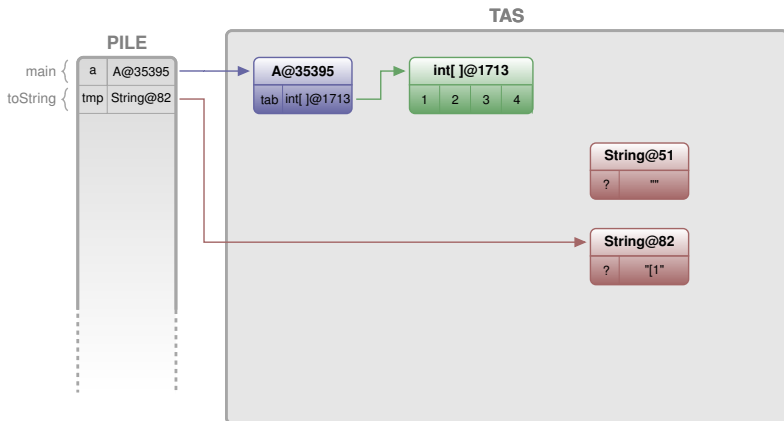 TAS
PILE
main { a A@35395
toString { tmp String@82
A@35395
tab int[ ]@1713
int[ ]@1713
1 2 3 4
String@51
? ""
String@82
? "[1"